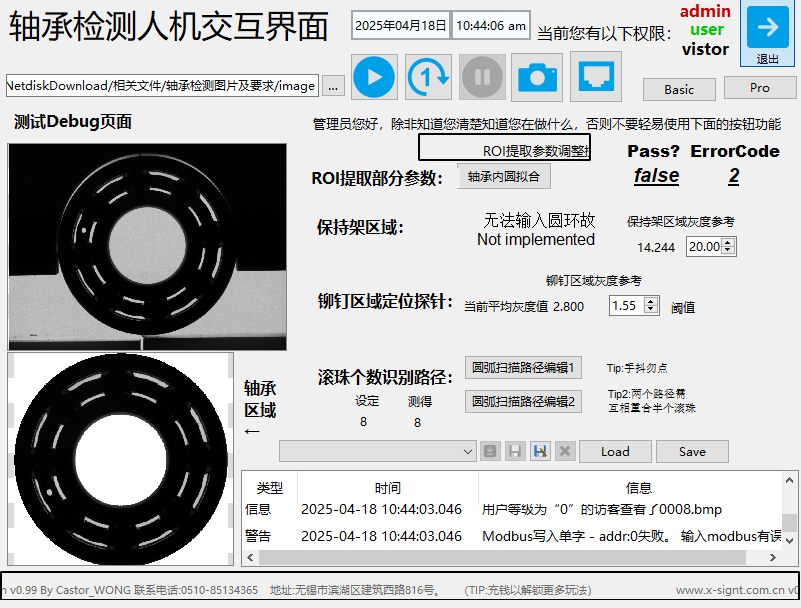 轴承检测人机交互界面
2025年04月18日
10:44:06 am
当前您有以下权限:
admin
user
vistor
退出
NetdiskDownload/相关文件/轴承检测图片及要求/image
...
1
Basic
Pro
测试Debug页面
管理员您好，除非知道您清楚知道您在做什么，否则不要轻易使用下面的按钮功能
ROI提取参数调整
Pass? ErrorCode
ROI提取部分参数:
轴承内圆拟合
false
2
保持架区域:
无法输入圆环故
Not implemented
保持架区域灰度参考
14.244
20.00
铆钉区域灰度参考
铆钉区域定位探针:
当前平均灰度值 2.800
1.55
阈值
滚珠个数识别路径:
圆弧扫描路径编辑1
Tip:手抖勿点
圆弧扫描路径编辑2
Tip2:两个路径需
互相重合半个滚珠
设定
测得
8
8
轴承
区域
←
Load
Save
类型
时间
信息
信息
2025-04-18 10:44:03.046
用户等级为“0”的访客查看了0008.bmp
警告
2025-04-18 10:44:03.046
Modbus写入单字 - addr:0失败。 输入modbus有误
n v0.99 By Castor_WONG 联系电话:0510-85134365 地址:无锡市滨湖区建筑西路816号。 (TIP:充钱以解锁更多玩法) www.x-signt.com.cn v0